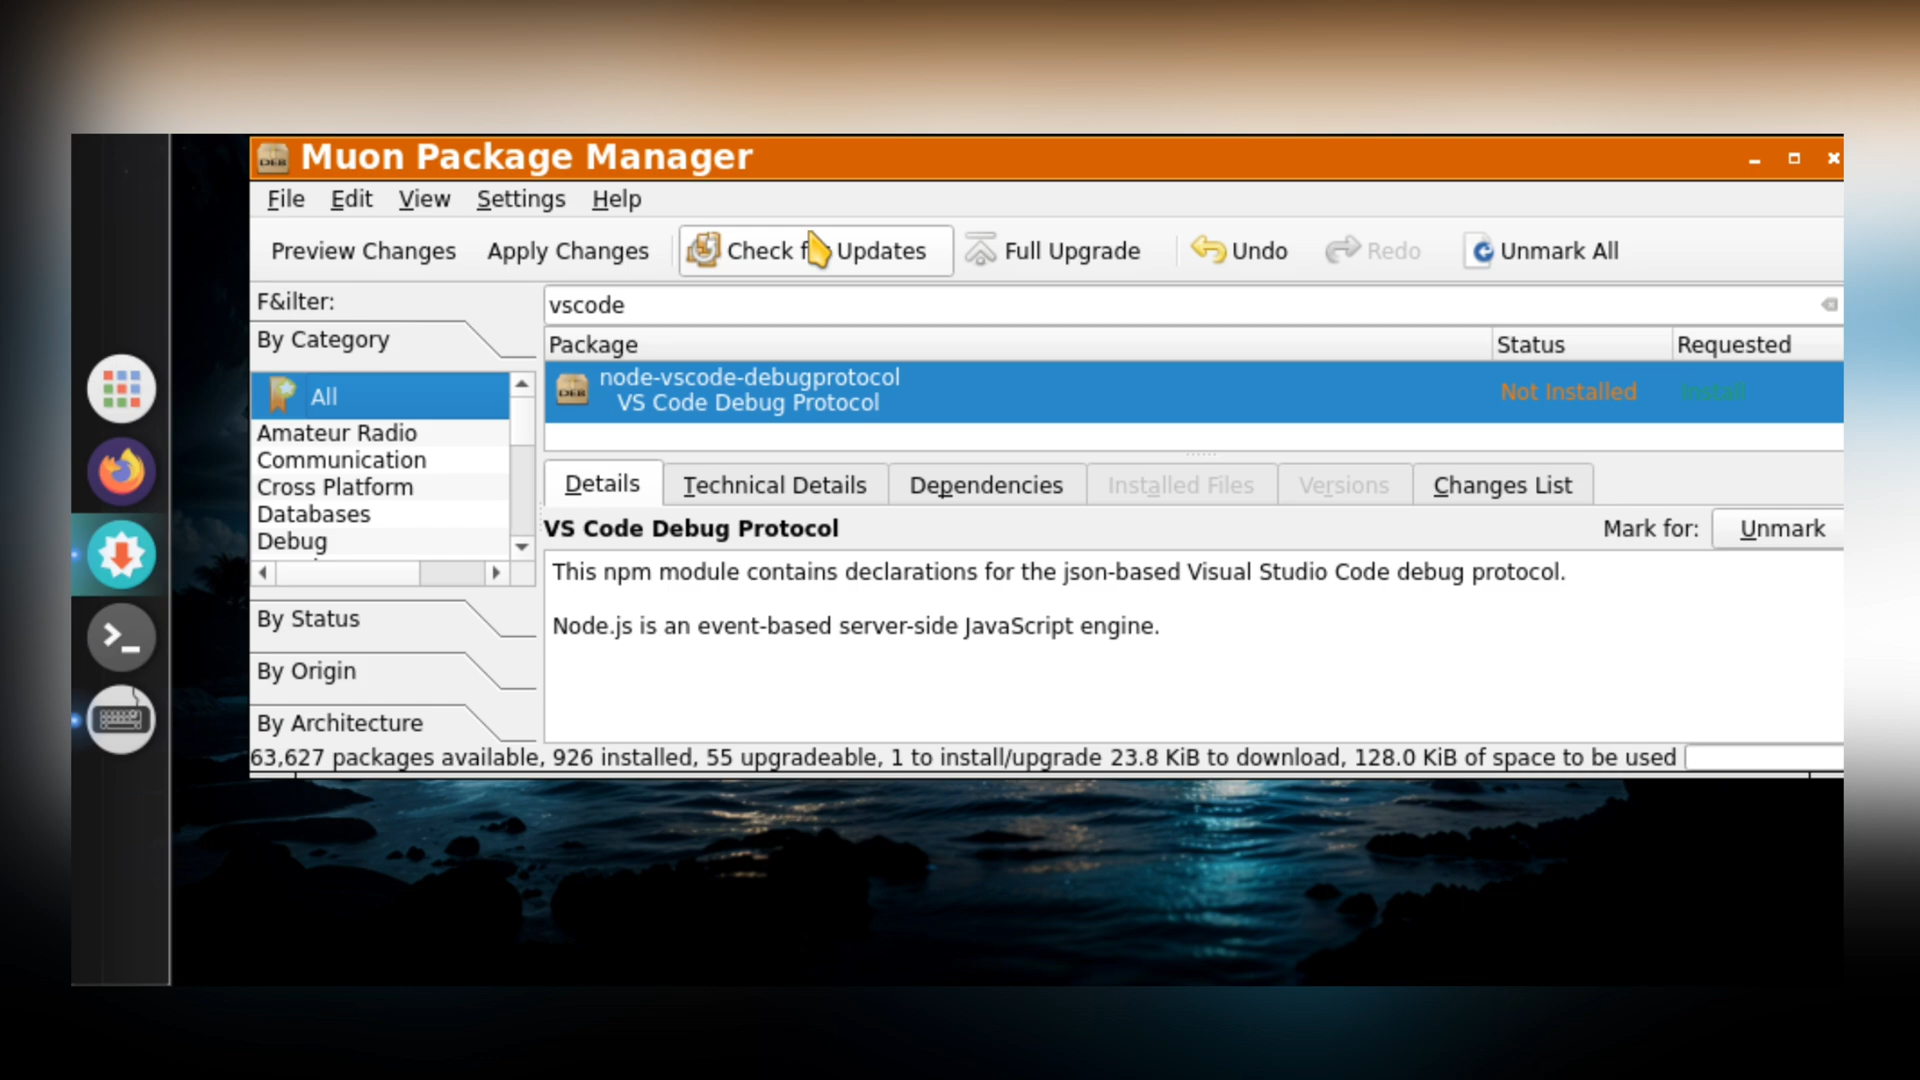 Muon Package Manager
File Edit View Settings Help
Preview Changes Apply Changes Check f Updates Full Upgrade Undo Redo Unmark All
F&ilter:
vscode
By Category
Package Status Requested
All
node-vscode-debugprotocol
VS Code Debug Protocol
Not Installed Install
Amateur Radio
Communication
Cross Platform
Databases
Debug
Details Technical Details Dependencies Installed Files Versions Changes List
VS Code Debug Protocol
Mark for: Unmark
This npm module contains declarations for the json-based Visual Studio Code debug protocol.
Node.js is an event-based server-side JavaScript engine.
By Status
By Origin
By Architecture
63,627 packages available, 926 installed, 55 upgradeable, 1 to install/upgrade 23.8 KiB to download, 128.0 KiB of space to be used